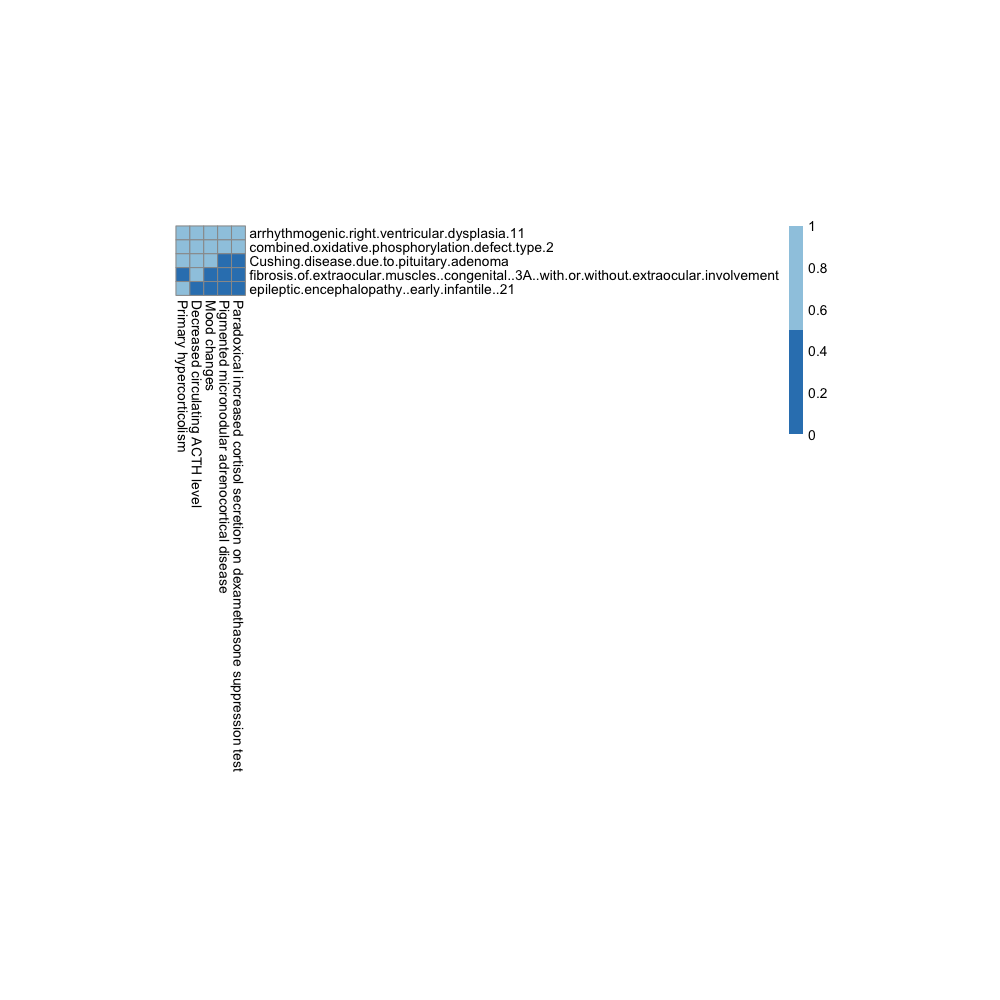 arrhythmogenic.right.ventricular.dysplasia.11
combined.oxidative.phosphorylation.defect.type.2
Cushing.disease.due.to.pituitary.adenoma
fibrosis.of.extraocular.muscles..congenital..3A..with.or.without.extraocular.involvement
epileptic.encephalopathy..early.infantile..21
Primary hypercorticolism
Decreased circulating ACTH level
Mood changes
Pigmented micronodular adrenocortical disease
Paradoxical increased cortisol secretion on dexamethasone suppression test
1
0.8
0.6
0.4
0.2
0